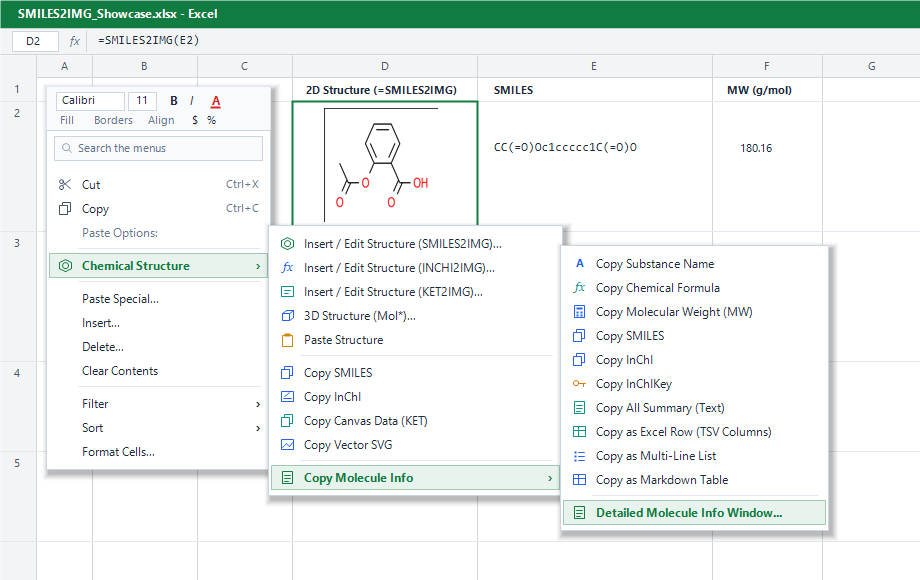 SMILES2IMG_Showcase.xlsx - Excel
D2 fx =SMILES2IMG(E2)
A B C D E F G
1 2D Structure (=SMILES2IMG) SMILES MW (g/mol)
2 CC(=O)Oc1ccccc1C(=O)O 180.16
O OH
O O
3
4
5
Calibri 11 B I A
Fill Borders Align $ %
Search the menus
Cut Ctrl+X
Copy Ctrl+C
Paste Options:
Chemical Structure ›
Paste Special...
Insert...
Delete...
Clear Contents
Filter ›
Sort ›
Format Cells...
Insert / Edit Structure (SMILES2IMG)...
fx Insert / Edit Structure (INCHI2IMG)...
Insert / Edit Structure (KET2IMG)...
3D Structure (Mol*)...
Paste Structure
Copy SMILES
Copy InChI
Copy Canvas Data (KET)
Copy Vector SVG
Copy Molecule Info ›
A Copy Substance Name
fx Copy Chemical Formula
Copy Molecular Weight (MW)
Copy SMILES
Copy InChI
Copy InChIKey
Copy All Summary (Text)
Copy as Excel Row (TSV Columns)
Copy as Multi-Line List
Copy as Markdown Table
Detailed Molecule Info Window...